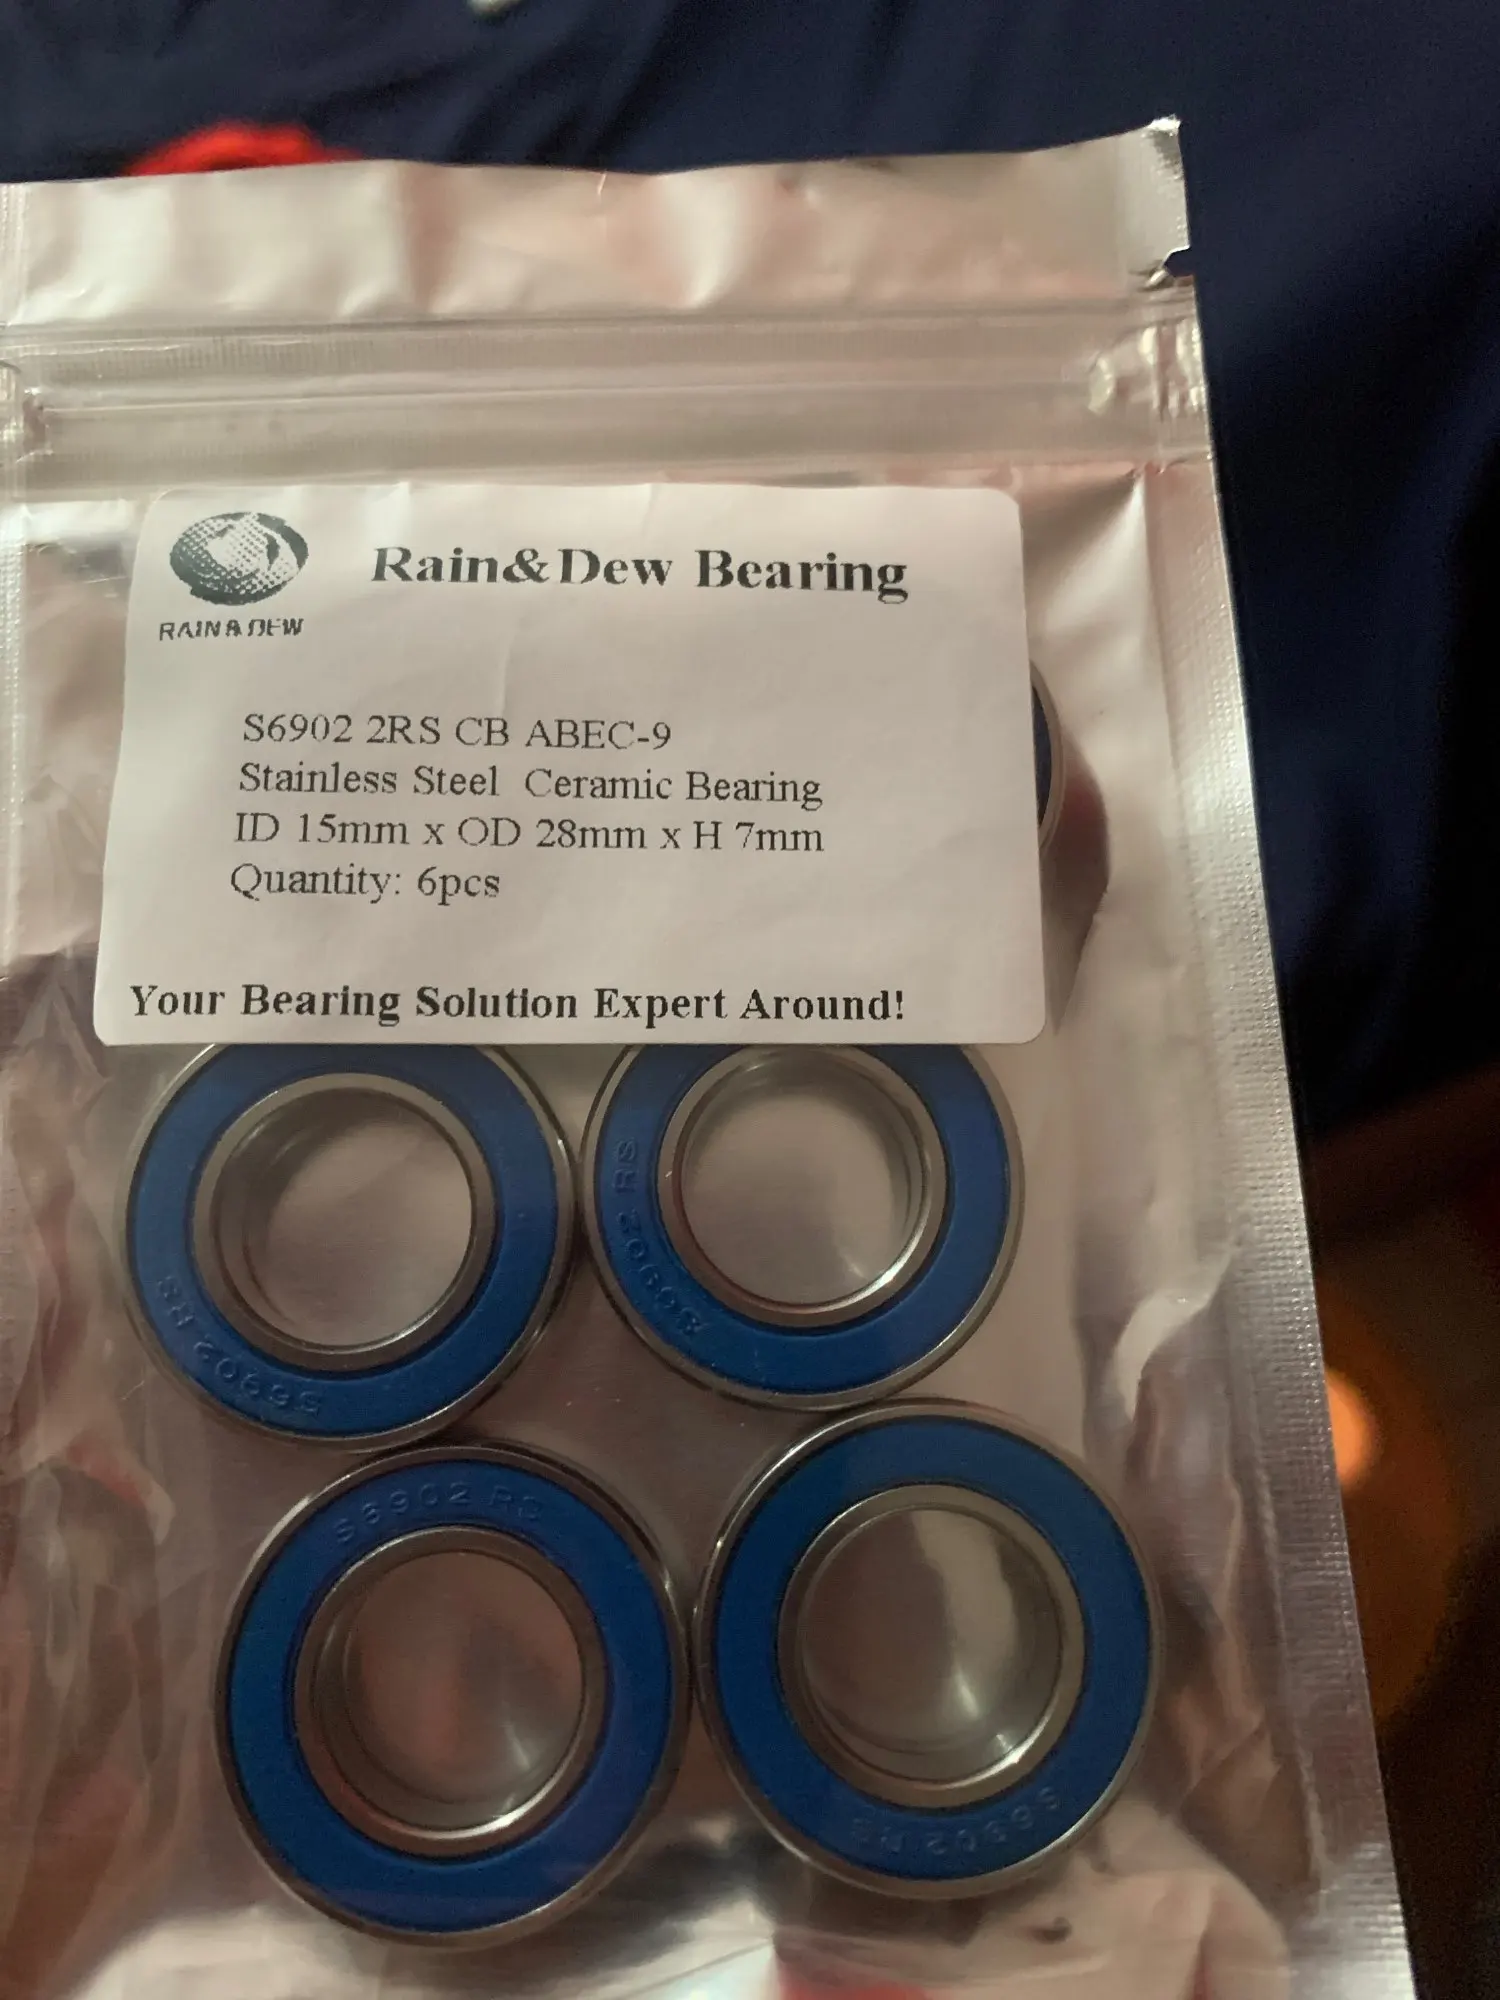 Rain&Dew Bearing
RAIN & DEW
S6902 2RS CB ABEC-9
Stainless Steel Ceramic Bearing
ID 15mm x OD 28mm x H 7mm
Quantity: 6pcs
Your Bearing Solution Expert Around!
S6902 RS
S6902 RS
S6902 RS
S6902 RS